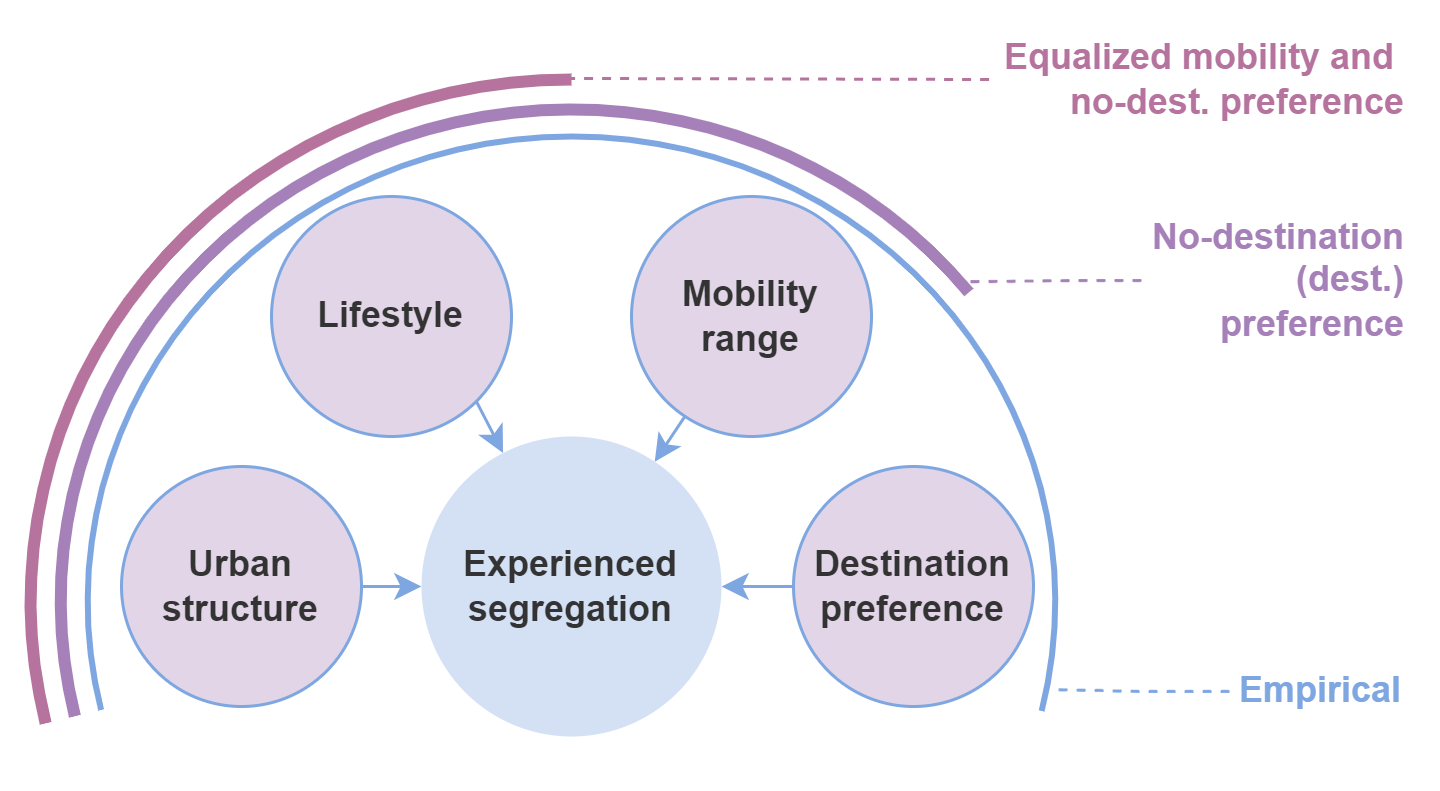 Equalized mobility and
no-dest. preference
No-destination
(dest.)
preference
Lifestyle
Mobility
range
Urban
structure
Experienced
segregation
Destination
preference
Empirical